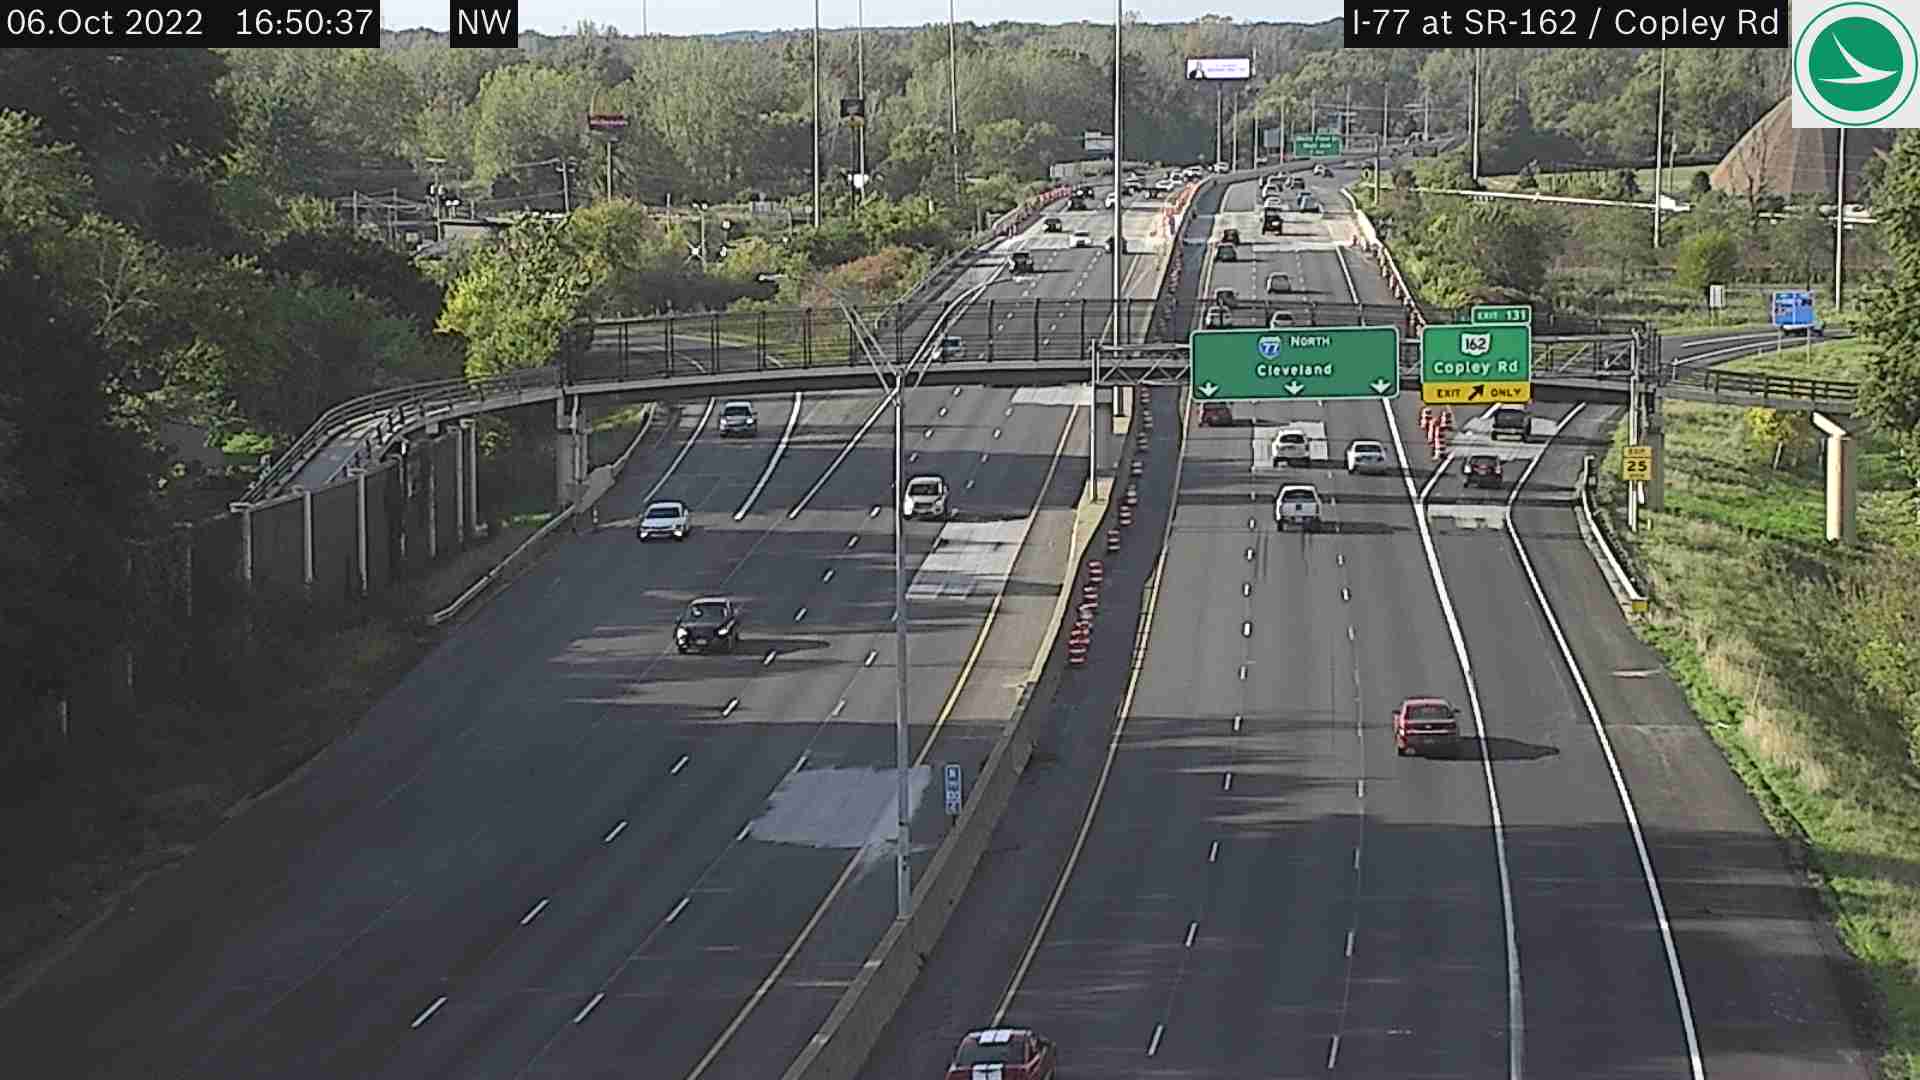 06.Oct 2022 16:50:37 NW I-77 at SR-162 / Copley Rd
EXIT 131
77 NORTH
Cleveland
162
Copley Rd
EXIT ONLY
EXIT
25